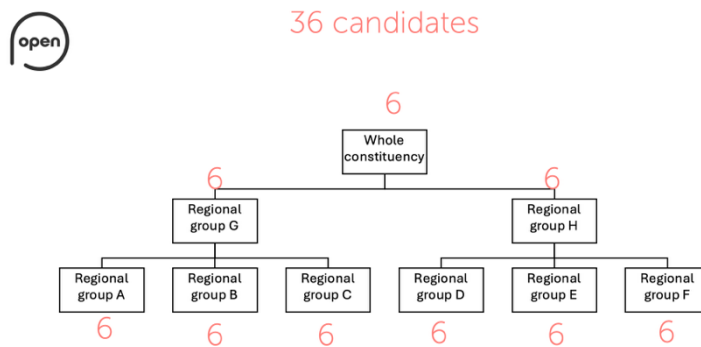 open
36 candidates
6
Whole
constituency
6
6
Regional
group G
Regional
group H
Regional
group A
Regional
group B
Regional
group C
Regional
group D
Regional
group E
Regional
group F
6
6
6
6
6
6